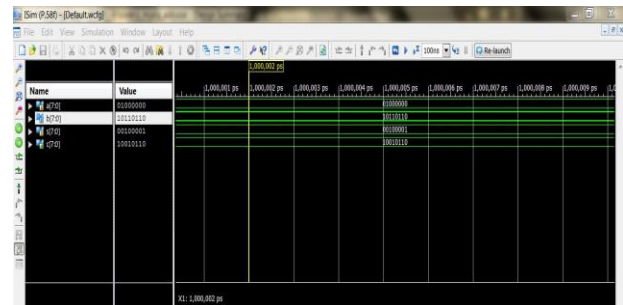 ISim (P.58f) - [Default.wcfg]
File Edit View Simulation Window Layout Help
100ns Re-launch
1,000,002 ps
Name Value
1,000,001 ps 1,000,002 ps 1,000,003 ps 1,000,004 ps 1,000,005 ps 1,000,006 ps 1,000,007 ps 1,000,008 ps 1,000,009 ps
a[7:0] 01000000 01000000
b[7:0] 10110110 10110110
s[7:0] 00100001 00100001
c[7:0] 10010110 10010110
X1: 1,000,002 ps